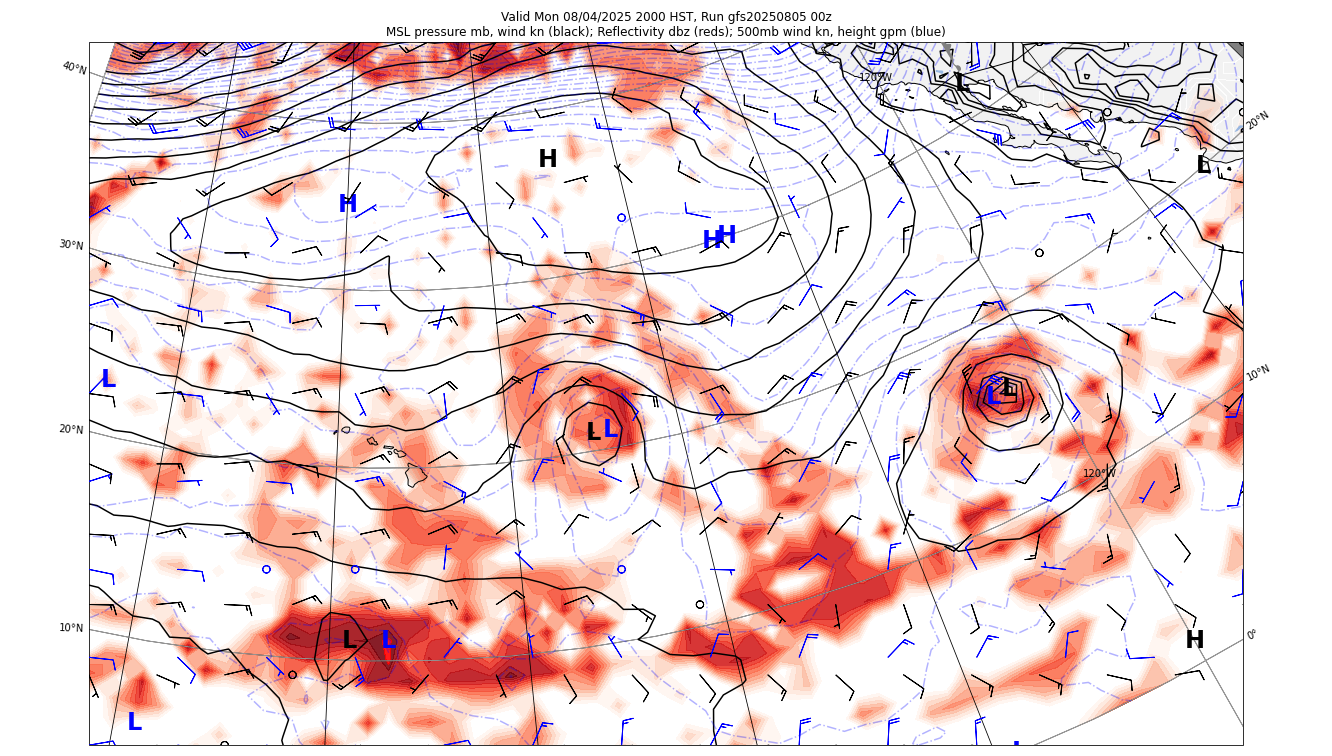 Valid Mon 08/04/2025 2000 HST, Run gfs20250805 00z
MSL pressure mb, wind kn (black); Reflectivity dbz (reds); 500mb wind kn, height gpm (blue)
40°N
120°W
L
20°N
H
L
H
H H
30°N
10°N
L
L
L
L L
20°N
120°W
10°N
L
L
H
0°
L
L